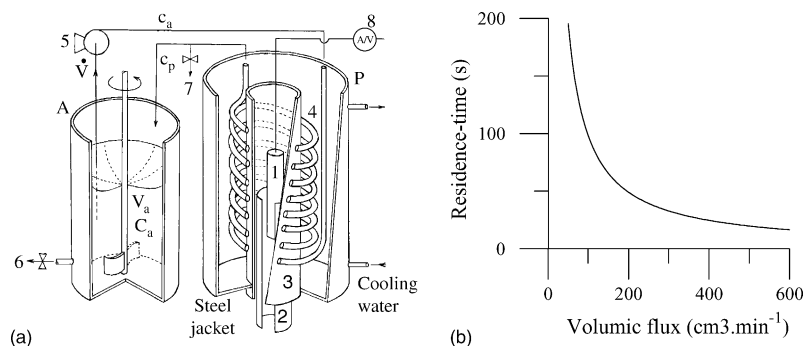 c_a
8
5
A/V
c_p
V̇
7
P
A
4
1
V_a
C_a
6
3
Cooling
water
Steel
jacket
2
(a)
200
100
0
Residence-time (s)
0
200
400
600
Volumic flux (cm3.min⁻¹)
(b)